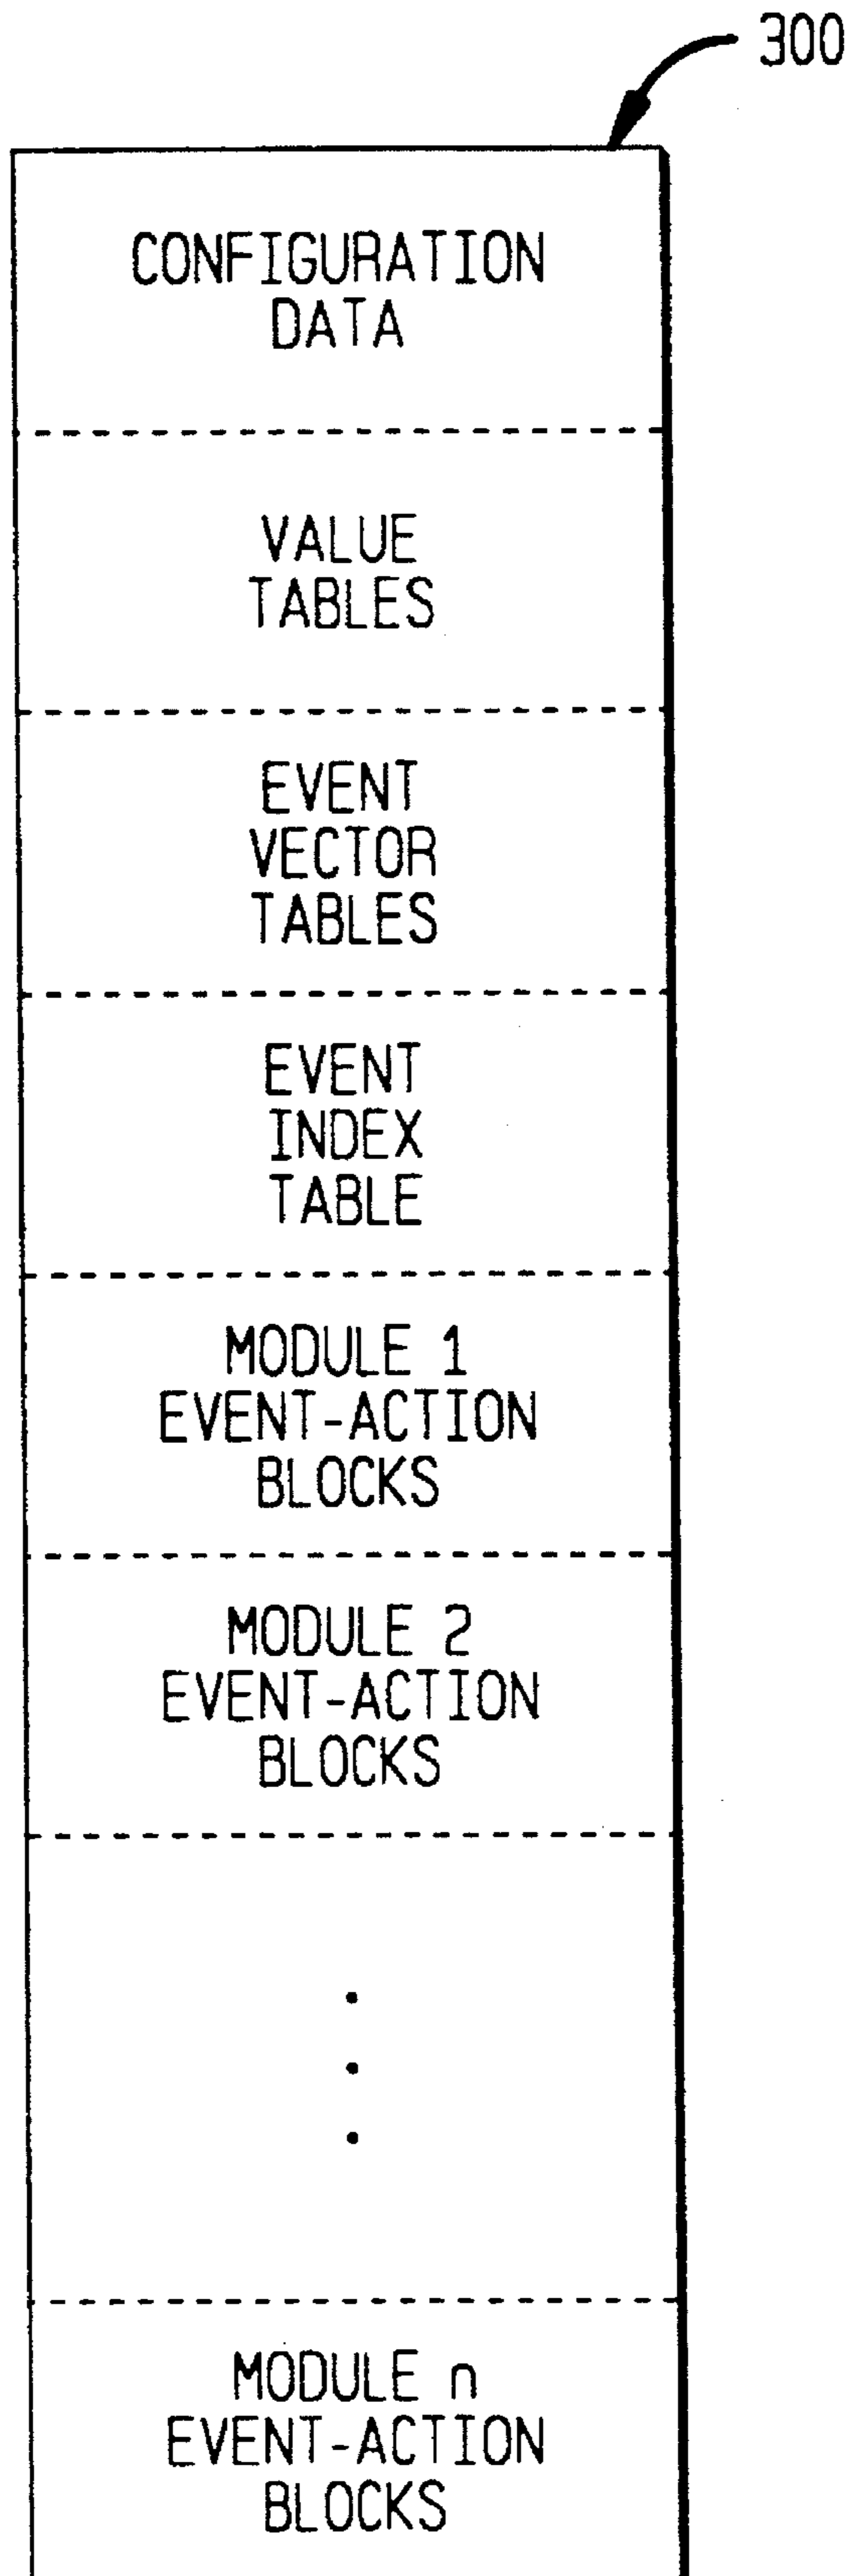 300
CONFIGURATION
DATA
VALUE
TABLES
EVENT
VECTOR
TABLES
EVENT
INDEX
TABLE
MODULE 1
EVENT-ACTION
BLOCKS
MODULE 2
EVENT-ACTION
BLOCKS
MODULE n
EVENT-ACTION
BLOCKS